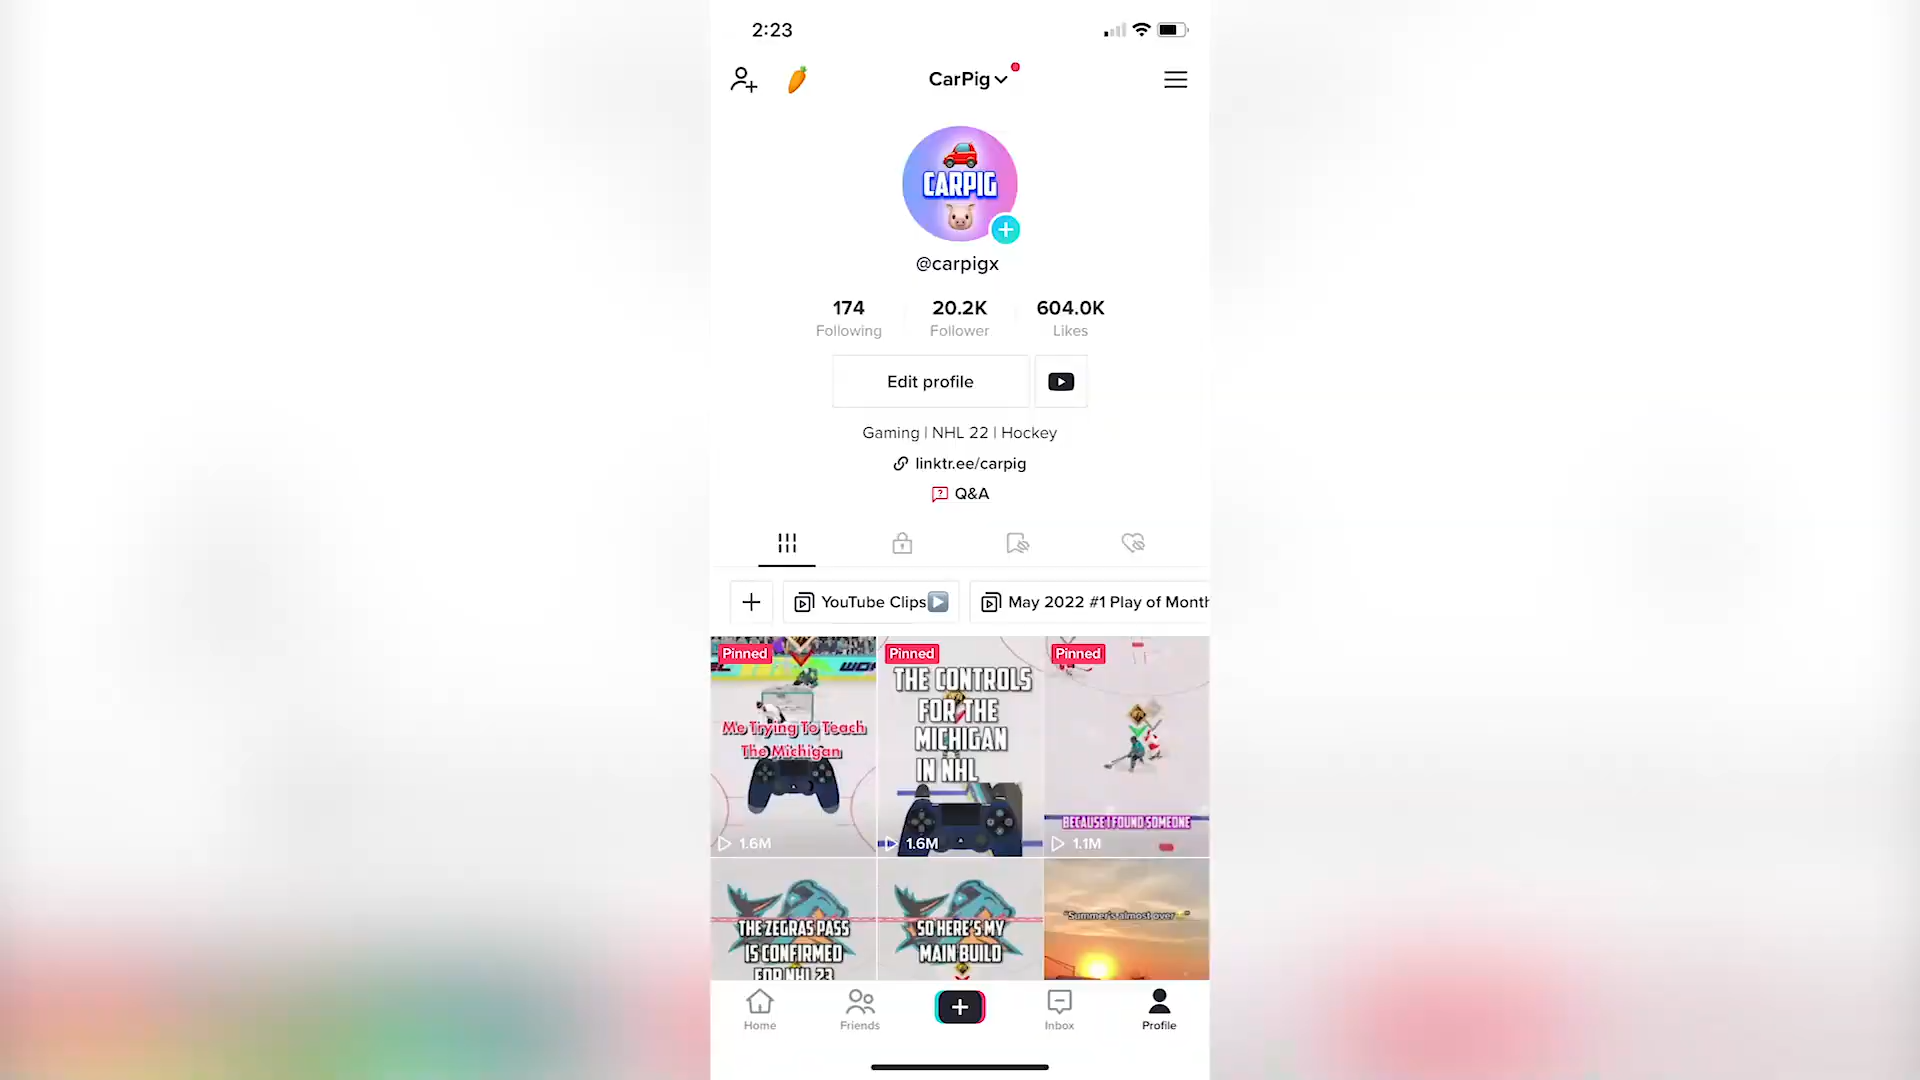 2:23
CarPig
CARPIG
@carpigx
174 20.2K 604.0K
Following Follower Likes
Edit profile
Gaming | NHL 22 | Hockey
linktr.ee/carpig
Q&A
YouTube Clips May 2022 #1 Play of Month
Pinned
Me Trying To Teach
The Michigan
1.6M
Pinned
THE CONTROLS
FOR THE
MICHIGAN
IN NHL
1.6M
Pinned
BECAUSE I FOUND SOMEONE
1.1M
THE ZEGRAS PASS
IS CONFIRMED
FOR NHL 23
SO HERE'S MY
MAIN BUILD
"Summer's almost over"
Home Friends Inbox Profile